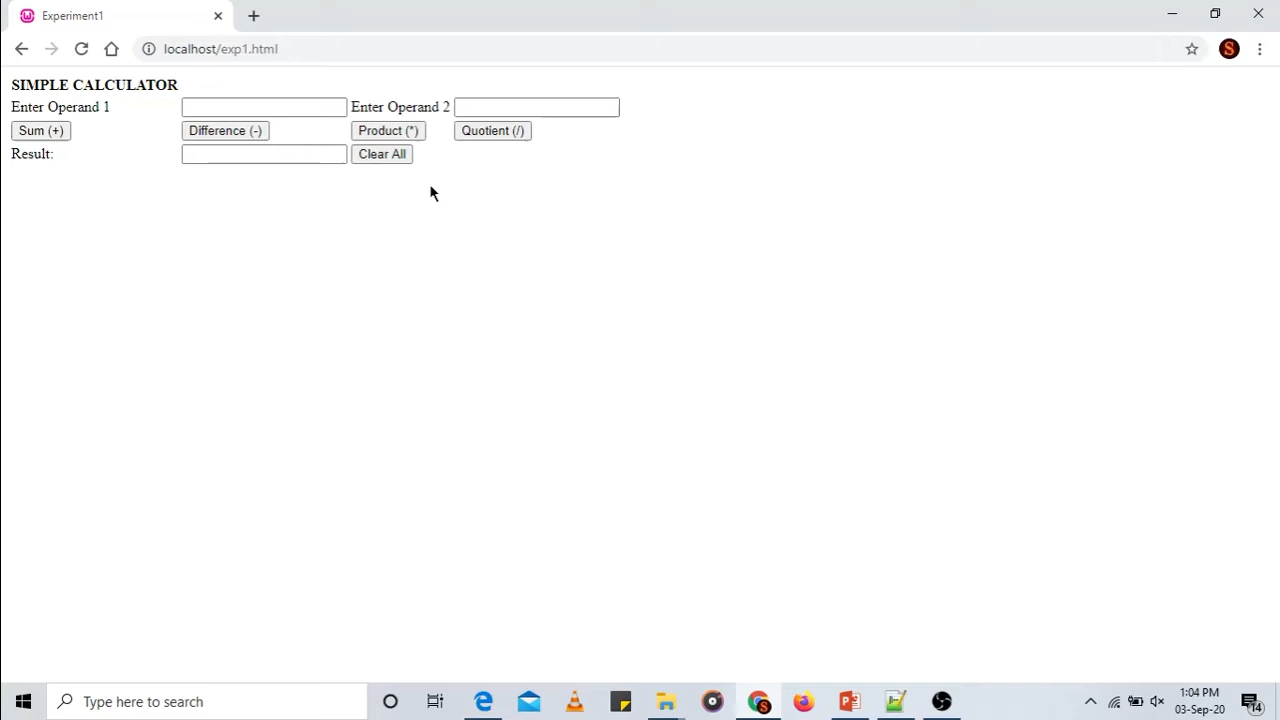 Experiment1
localhost/exp1.html
SIMPLE CALCULATOR
Enter Operand 1 Enter Operand 2
Sum (+) Difference (-) Product (*) Quotient (/)
Result: Clear All
Type here to search
1:04 PM
03-Sep-20
14